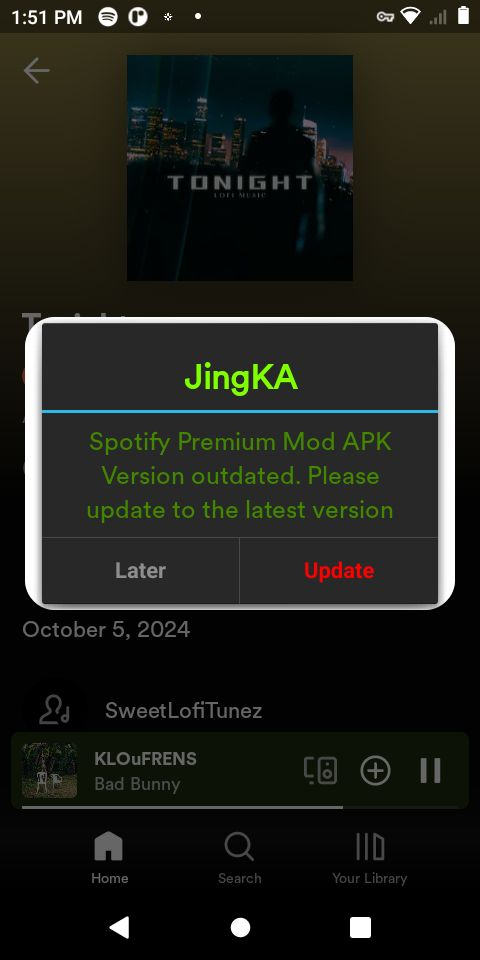 1:51 PM
TONIGHT
LOFI MUSIC
JingKA
Spotify Premium Mod APK
Version outdated. Please
update to the latest version
Later
Update
October 5, 2024
SweetLofiTunez
KLOuFRENS
Bad Bunny
Home
Search
Your Library